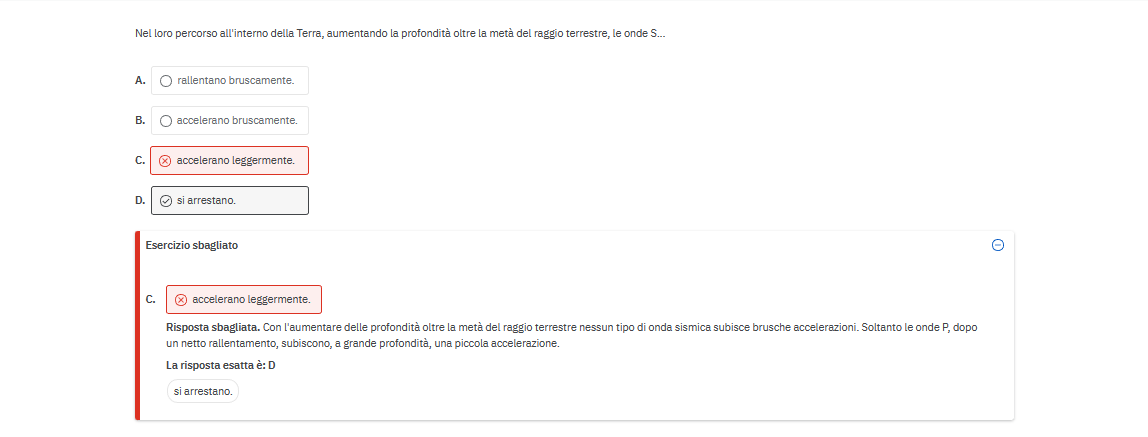 Nel loro percorso all'interno della Terra, aumentando la profondità oltre la metà del raggio terrestre, le onde S...
A. rallentano bruscamente.
B. accelerano bruscamente.
C. accelerano leggermente.
D. si arrestano.
Esercizio sbagliato
C. accelerano leggermente.
Risposta sbagliata. Con l'aumentare delle profondità oltre la metà del raggio terrestre nessun tipo di onda sismica subisce brusche accelerazioni. Soltanto le onde P, dopo
un netto rallentamento, subiscono, a grande profondità, una piccola accelerazione.
La risposta esatta è: D
si arrestano.